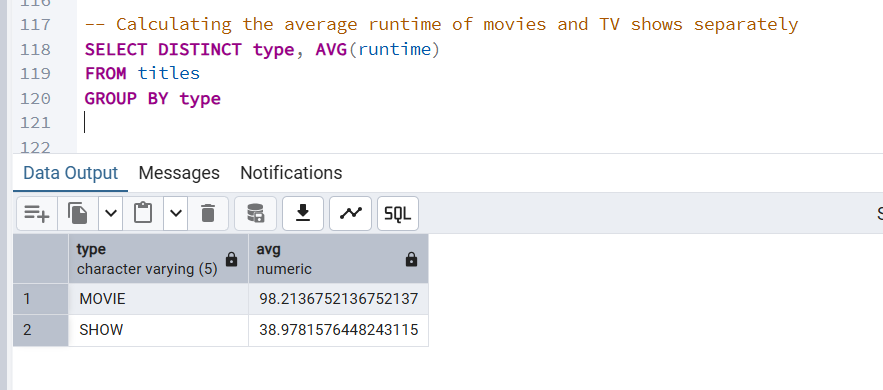 116
117 -- Calculating the average runtime of movies and TV shows separately
118 SELECT DISTINCT type, AVG(runtime)
119 FROM titles
120 GROUP BY type
121
122
Data Output Messages Notifications
SQL S
type avg
character varying (5) numeric
1 MOVIE 98.2136752136752137
2 SHOW 38.9781576448243115